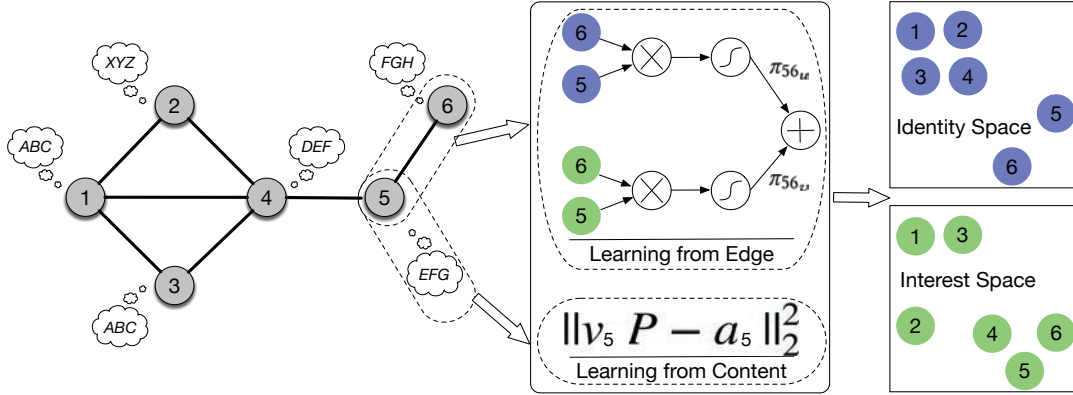 XYZ
2
ABC
1
DEF
4
3
ABC
FGH
6
5
EFG
6
5
π56u
6
5
π56v
Learning from Edge
||v5 P − a5 ||22
Learning from Content
1
2
3
4
5
Identity Space
6
1
3
Interest Space
2
4
6
5